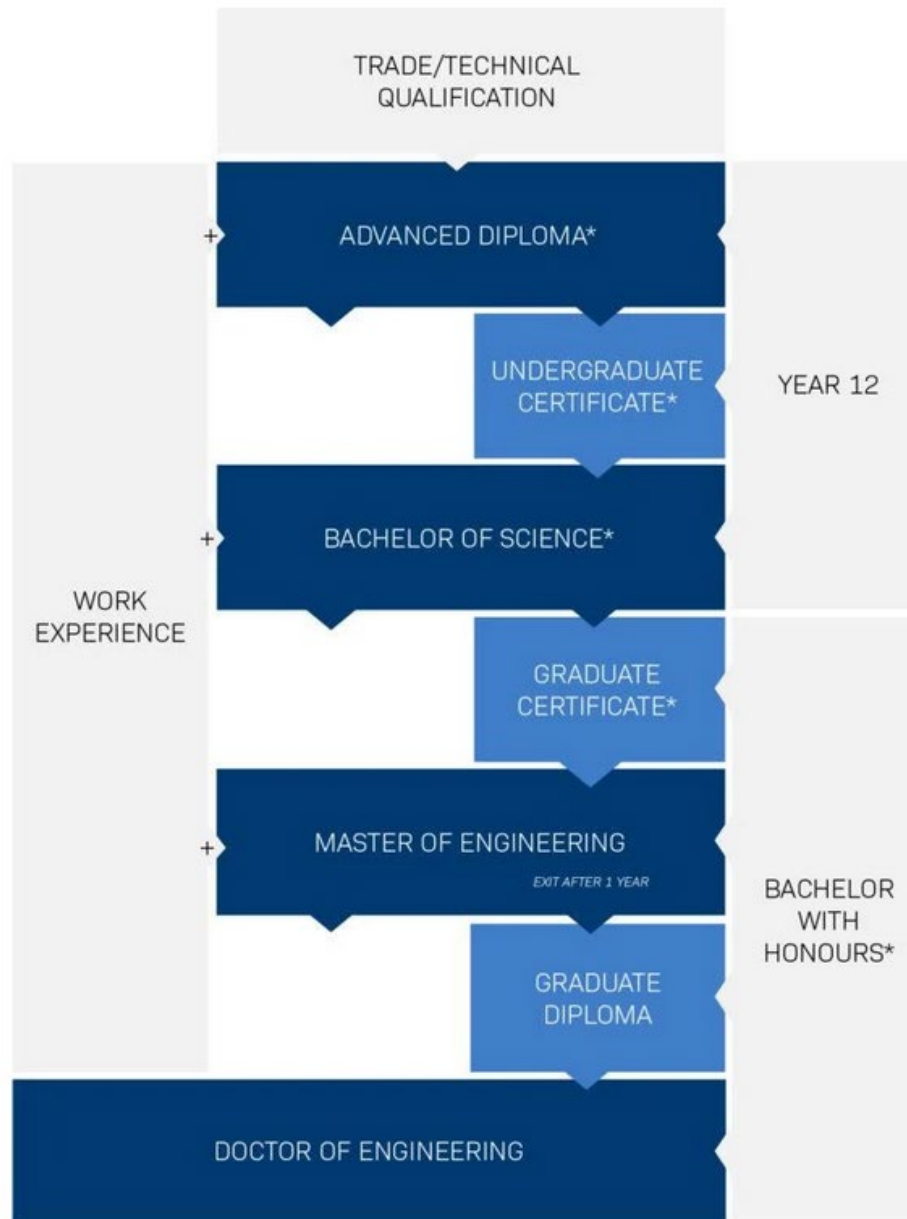 TRADE/TECHNICAL
QUALIFICATION
+
ADVANCED DIPLOMA*
UNDERGRADUATE
CERTIFICATE*
YEAR 12
+
BACHELOR OF SCIENCE*
WORK
EXPERIENCE
GRADUATE
CERTIFICATE*
+
MASTER OF ENGINEERING
EXIT AFTER 1 YEAR
BACHELOR
WITH
HONOURS*
GRADUATE
DIPLOMA
DOCTOR OF ENGINEERING